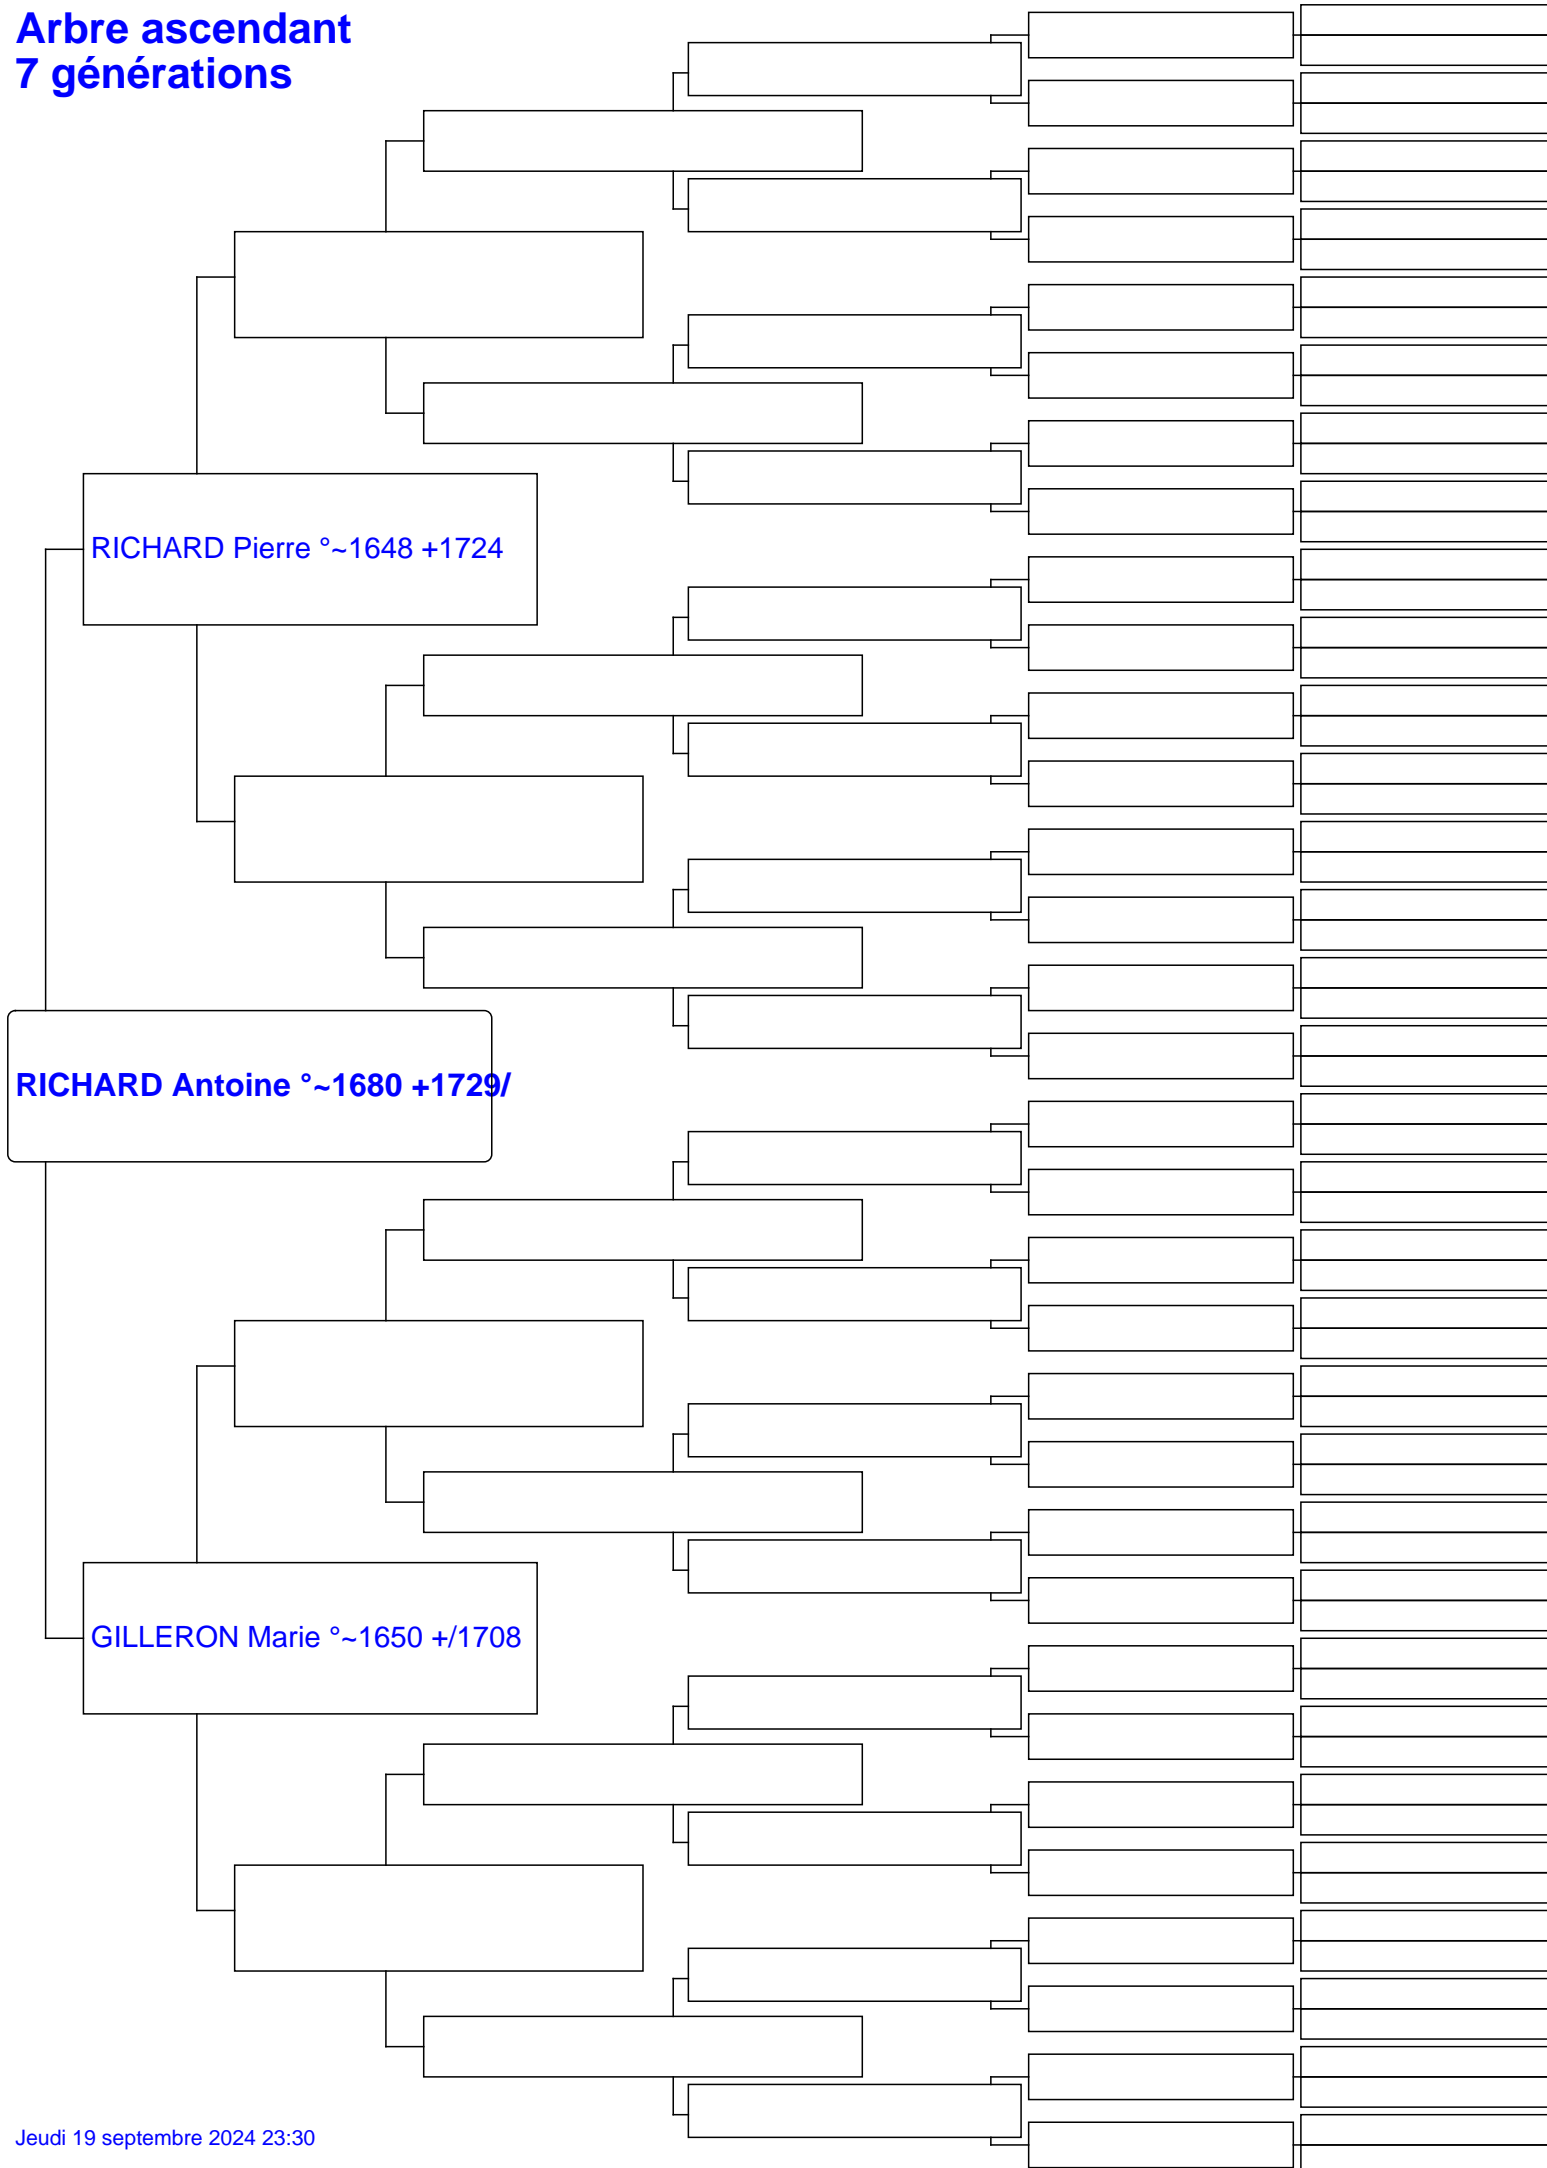 Arbre ascendant
7 générations
RICHARD Pierre °~1648 +1724
RICHARD Antoine °~1680 +1729/
GILLERON Marie °~1650 +/1708
Jeudi 19 septembre 2024 23:30